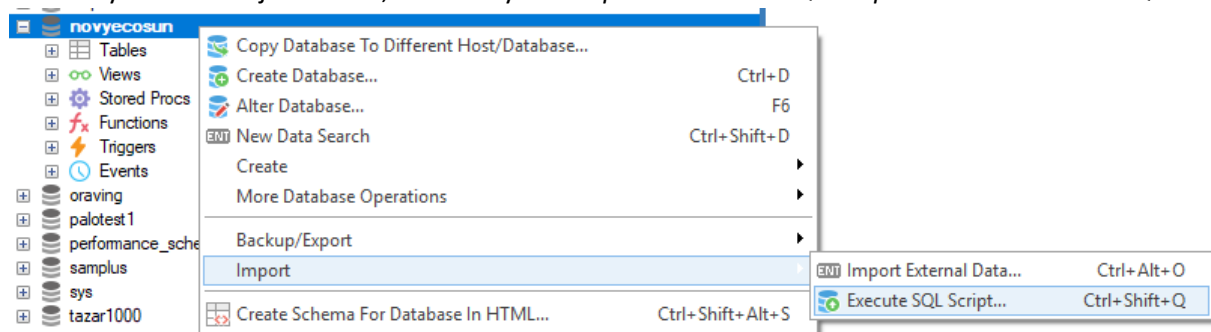 novyecosun
Tables
Views
Stored Procs
Functions
Triggers
Events
oraving
palotest1
performance_sche
samplus
sys
tazar1000
Copy Database To Different Host/Database...
Create Database... Ctrl+D
Alter Database... F6
New Data Search Ctrl+Shift+D
Create
More Database Operations
Backup/Export
Import
Create Schema For Database In HTML... Ctrl+Shift+Alt+S
Import External Data... Ctrl+Alt+O
Execute SQL Script... Ctrl+Shift+Q